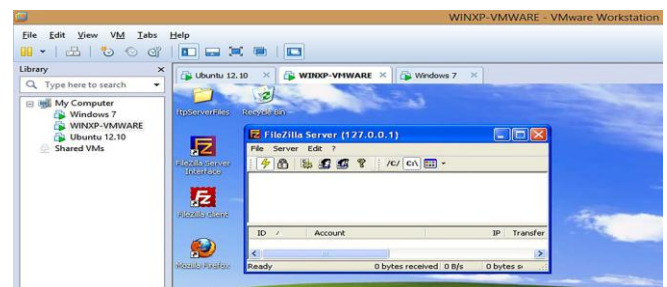 WINXP-VMWARE - VMware Workstation
File Edit View VM Tabs Help
Library
Type here to search
My Computer
Windows 7
WINXP-VMWARE
Ubuntu 12.10
Shared VMs
Ubuntu 12.10
WINXP-VMWARE
Windows 7
ftpServerFiles
Recycle Bin
FileZilla Server
Interface
FileZilla Client
Mozilla Firefox
FileZilla Server (127.0.0.1)
File Server Edit ?
/C/ C:\
ID / Account IP Transfer
Ready 0 bytes received 0 B/s 0 bytes s